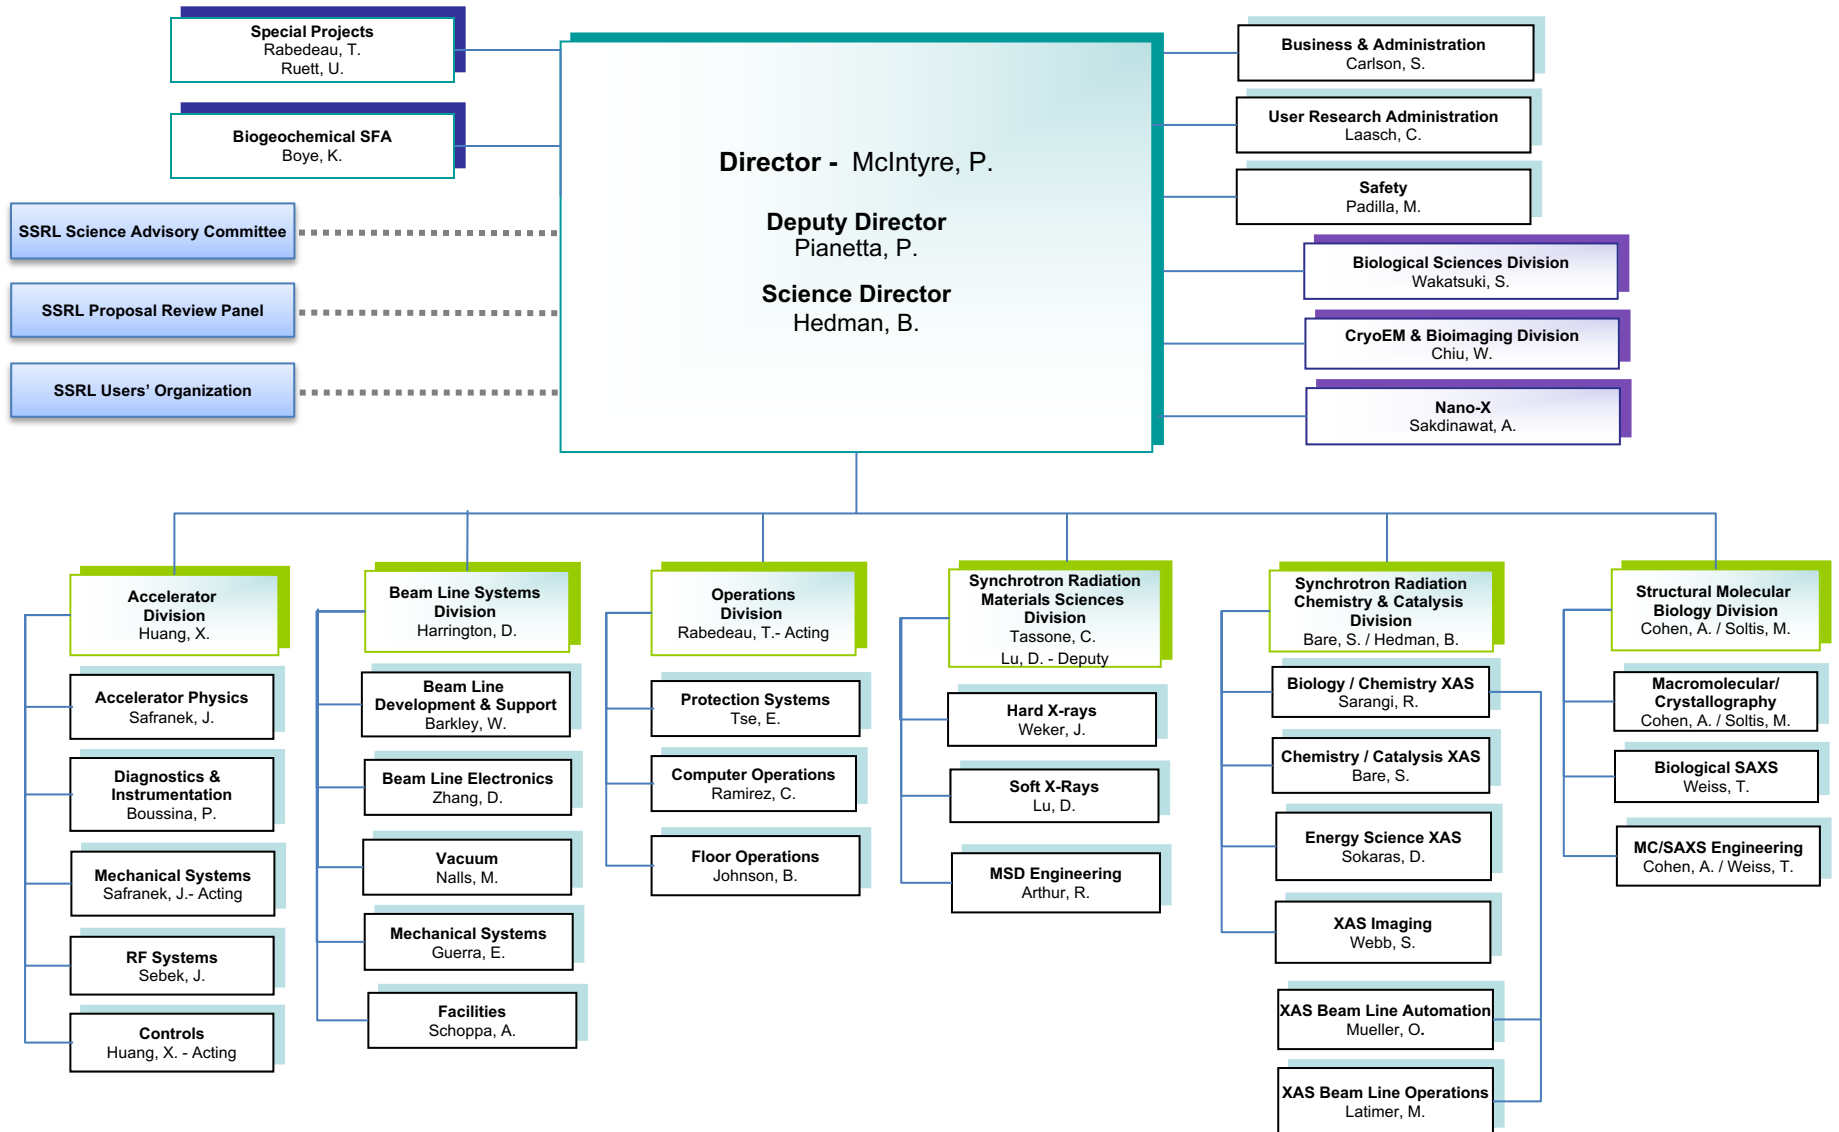 Special Projects
Rabedeau, T.
Ruett, U.
Biogeochemical SFA
Boye, K.
SSRL Science Advisory Committee
SSRL Proposal Review Panel
SSRL Users’ Organization
Director - McIntyre, P.
Deputy Director
Pianetta, P.
Science Director
Hedman, B.
Business & Administration
Carlson, S.
User Research Administration
Laasch, C.
Safety
Padilla, M.
Biological Sciences Division
Wakatsuki, S.
CryoEM & Bioimaging Division
Chiu, W.
Nano-X
Sakdinawat, A.
Accelerator
Division
Huang, X.
Accelerator Physics
Safranek, J.
Diagnostics &
Instrumentation
Boussina, P.
Mechanical Systems
Safranek, J.- Acting
RF Systems
Sebek, J.
Controls
Huang, X. - Acting
Beam Line Systems
Division
Harrington, D.
Beam Line
Development & Support
Barkley, W.
Beam Line Electronics
Zhang, D.
Vacuum
Nalls, M.
Mechanical Systems
Guerra, E.
Facilities
Schoppa, A.
Operations
Division
Rabedeau, T.- Acting
Protection Systems
Tse, E.
Computer Operations
Ramirez, C.
Floor Operations
Johnson, B.
Synchrotron Radiation
Materials Sciences
Division
Tassone, C.
Lu, D. - Deputy
Hard X-rays
Weker, J.
Soft X-Rays
Lu, D.
MSD Engineering
Arthur, R.
Synchrotron Radiation
Chemistry & Catalysis
Division
Bare, S. / Hedman, B.
Biology / Chemistry XAS
Sarangi, R.
Chemistry / Catalysis XAS
Bare, S.
Energy Science XAS
Sokaras, D.
XAS Imaging
Webb, S.
XAS Beam Line Automation
Mueller, O.
XAS Beam Line Operations
Latimer, M.
Structural Molecular
Biology Division
Cohen, A. / Soltis, M.
Macromolecular/
Crystallography
Cohen, A. / Soltis, M.
Biological SAXS
Weiss, T.
MC/SAXS Engineering
Cohen, A. / Weiss, T.